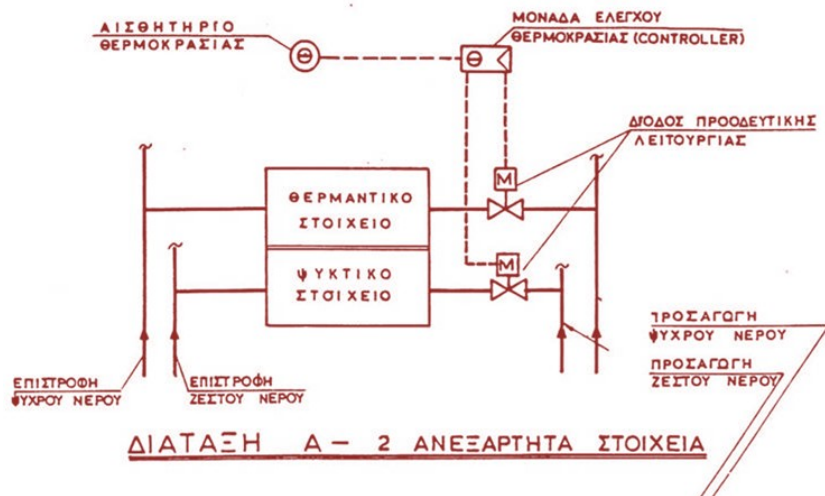 ΑΙΣΘΗΤΗΡΙΟ
ΘΕΡΜΟΚΡΑΣΙΑΣ
Θ
Θ
ΜΟΝΑΔΑ ΕΛΕΓΧΟΥ
ΘΕΡΜΟΚΡΑΣΙΑΣ (CONTROLLER)
ΔΙΟΔΟΣ ΠΡΟΟΔΕΥΤΙΚΗΣ
ΛΕΙΤΟΥΡΓΙΑΣ
M
ΘΕΡΜΑΝΤΙΚΟ
ΣΤΟΙΧΕΙΟ
M
ΨΥΚΤΙΚΟ
ΣΤΟΙΧΕΙΟ
ΠΡΟΣΑΓΩΓΗ
ΨΥΧΡΟΥ ΝΕΡΟΥ
ΠΡΟΣΑΓΩΓΗ
ΖΕΣΤΟΥ ΝΕΡΟΥ
ΕΠΙΣΤΡΟΦΗ
ΨΥΧΡΟΥ ΝΕΡΟΥ
ΕΠΙΣΤΡΟΦΗ
ΖΕΣΤΟΥ ΝΕΡΟΥ
ΔΙΑΤΑΞΗ Α – 2 ΑΝΕΞΑΡΤΗΤΑ ΣΤΟΙΧΕΙΑ